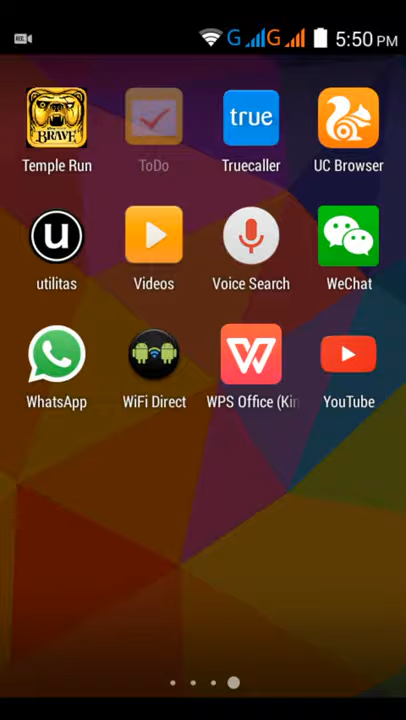 G G 5:50 PM
BRAVE
true
Temple Run ToDo Truecaller UC Browser
u
utilitas Videos Voice Search WeChat
W
WhatsApp WiFi Direct WPS Office (Kin YouTube